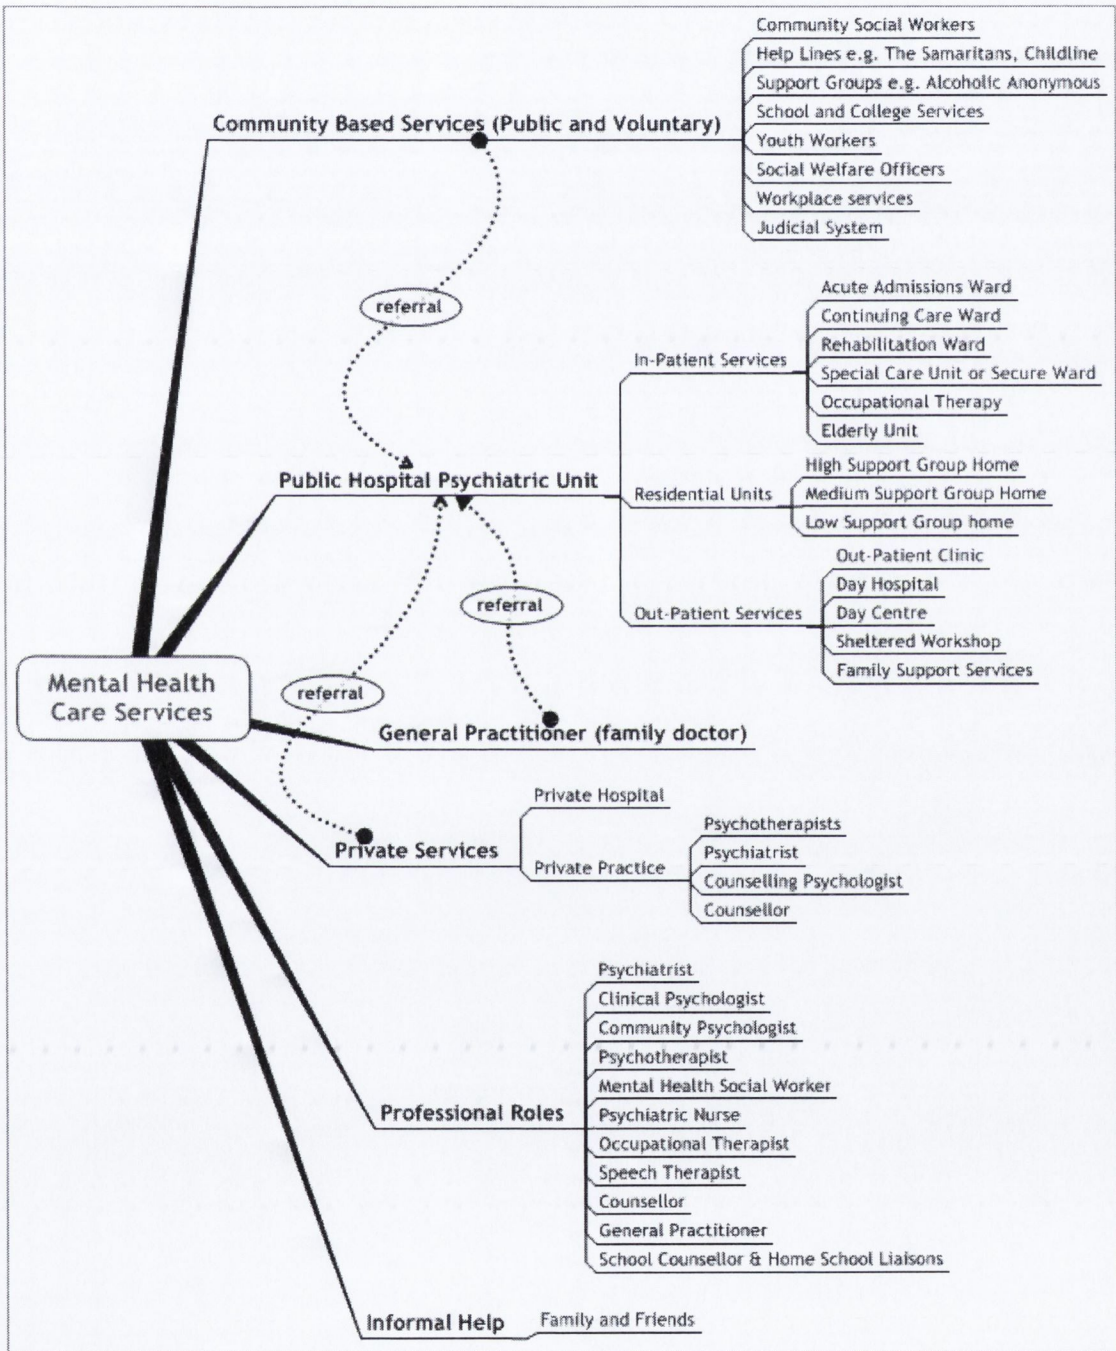 Community Social Workers
Help Lines e.g. The Samaritans, Childline
Support Groups e.g. Alcoholic Anonymous
School and College Services
Community Based Services (Public and Voluntary)
Youth Workers
Social Welfare Officers
Workplace services
Judicial System
referral
Acute Admissions Ward
Continuing Care Ward
Rehabilitation Ward
In-Patient Services
Special Care Unit or Secure Ward
Occupational Therapy
Elderly Unit
Public Hospital Psychiatric Unit
High Support Group Home
Residential Units
Medium Support Group Home
Low Support Group home
Out-Patient Clinic
Day Hospital
referral
Out-Patient Services
Day Centre
Sheltered Workshop
Family Support Services
Mental Health
Care Services
referral
General Practitioner (family doctor)
Private Services
Private Hospital
Private Practice
Psychotherapists
Psychiatrist
Counselling Psychologist
Counsellor
Professional Roles
Psychiatrist
Clinical Psychologist
Community Psychologist
Psychotherapist
Mental Health Social Worker
Psychiatric Nurse
Occupational Therapist
Speech Therapist
Counsellor
General Practitioner
School Counsellor & Home School Liaisons
Informal Help
Family and Friends